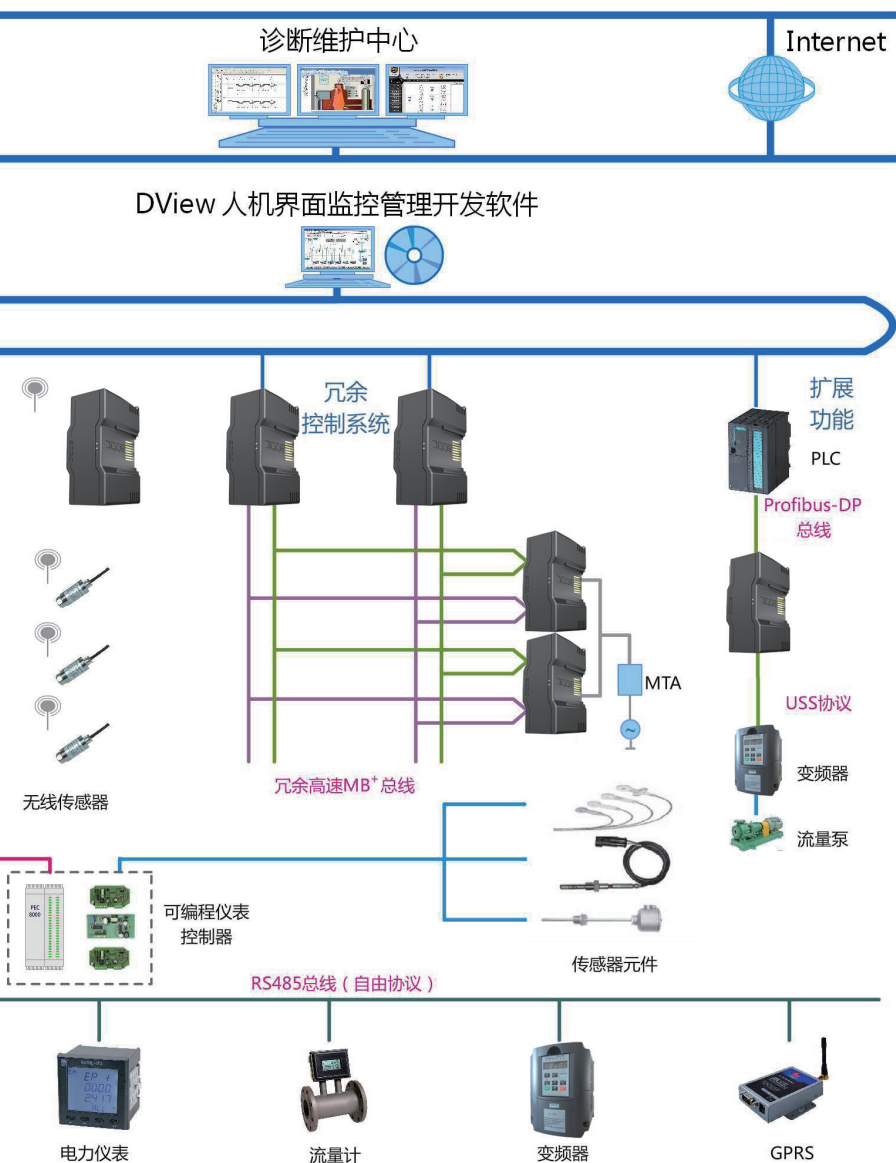 诊断维护中心
Internet
DView 人机界面监控管理开发软件
冗余
控制系统
扩展
功能
PLC
Profibus-DP
总线
MTA
USS协议
变频器
冗余高速MB⁺总线
无线传感器
流量泵
PEC
8000
可编程仪表
控制器
传感器元件
RS485总线（自由协议）
电力仪表
流量计
变频器
GPRS